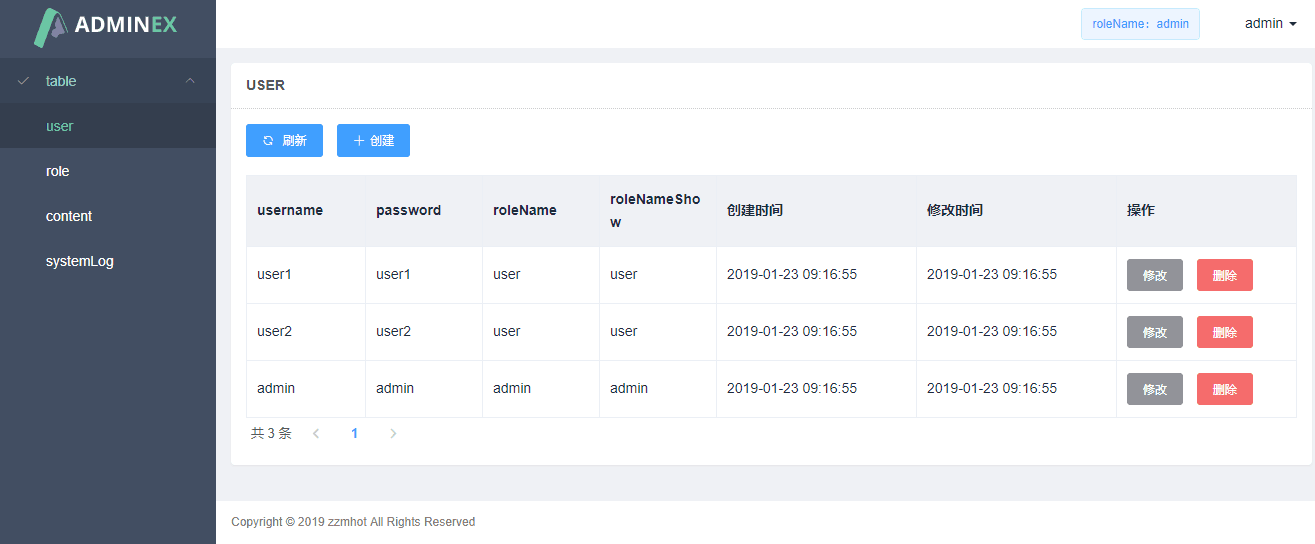 ADMINEX
roleName：admin
admin
table
user
role
content
systemLog
USER
刷新 创建
username password roleName roleNameShow 创建时间 修改时间 操作
user1 user1 user user 2019-01-23 09:16:55 2019-01-23 09:16:55 修改 删除
user2 user2 user user 2019-01-23 09:16:55 2019-01-23 09:16:55 修改 删除
admin admin admin admin 2019-01-23 09:16:55 2019-01-23 09:16:55 修改 删除
共 3 条 1
Copyright © 2019 zzmhot All Rights Reserved